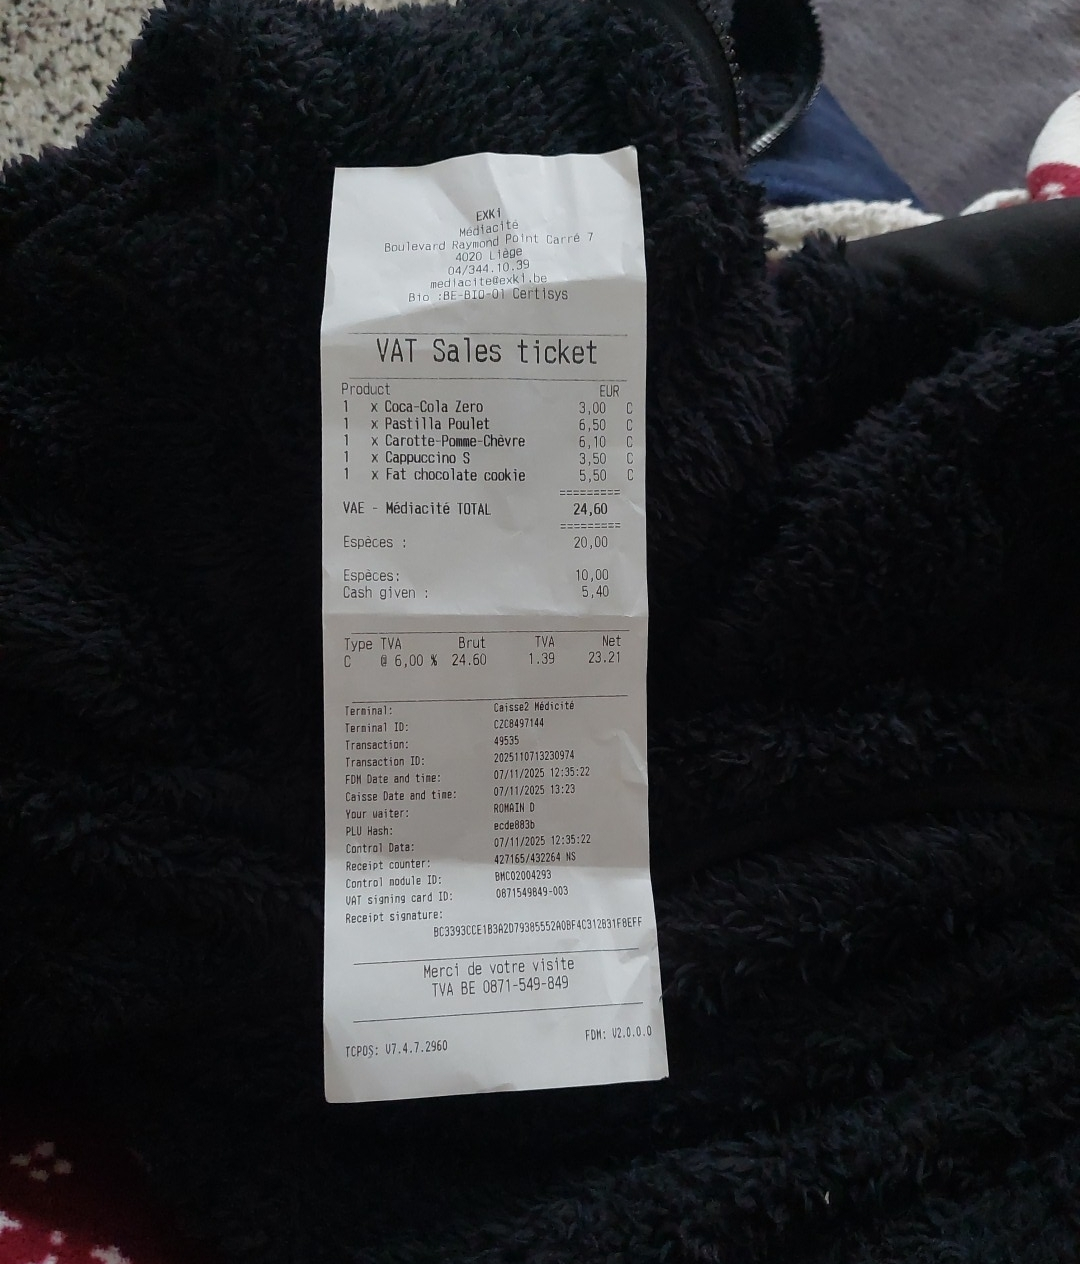 EXKi
Médiacité
Boulevard Raymond Point Carré 7
4020 Liège
04/344.10.39
mediacite@exki.be
Bio :BE-BIO-01 Certisys
VAT Sales ticket
Product EUR
1 x Coca-Cola Zero 3,00 C
1 x Pastilla Poulet 6,50 C
1 x Carotte-Pomme-Chèvre 6,10 C
1 x Cappuccino S 3,50 C
1 x Fat chocolate cookie 5,50 C
=========
VAE - Médiacité TOTAL 24,60
=========
Espèces : 20,00
Espèces: 10,00
Cash given : 5,40
Type TVA Brut TVA Net
C @ 6,00 % 24.60 1.39 23.21
Terminal: Caisse2 Médicité
Terminal ID: CZC8497144
Transaction: 49535
Transaction ID: 2025110713230974
FDM Date and time: 07/11/2025 12:35:22
Caisse Date and time: 07/11/2025 13:23
Your waiter: ROMAIN D
PLU Hash: ecde883b
Control Data: 07/11/2025 12:35:22
Receipt counter: 427165/432264 NS
Control module ID: BMC02004293
VAT signing card ID: 0871549849-003
Receipt signature:
BC3393CCE1B3A2D79385552A0BF4C312B31F8EFF
Merci de votre visite
TVA BE 0871-549-849
TCPOS: V7.4.7.2960 FDM: V2.0.0.0